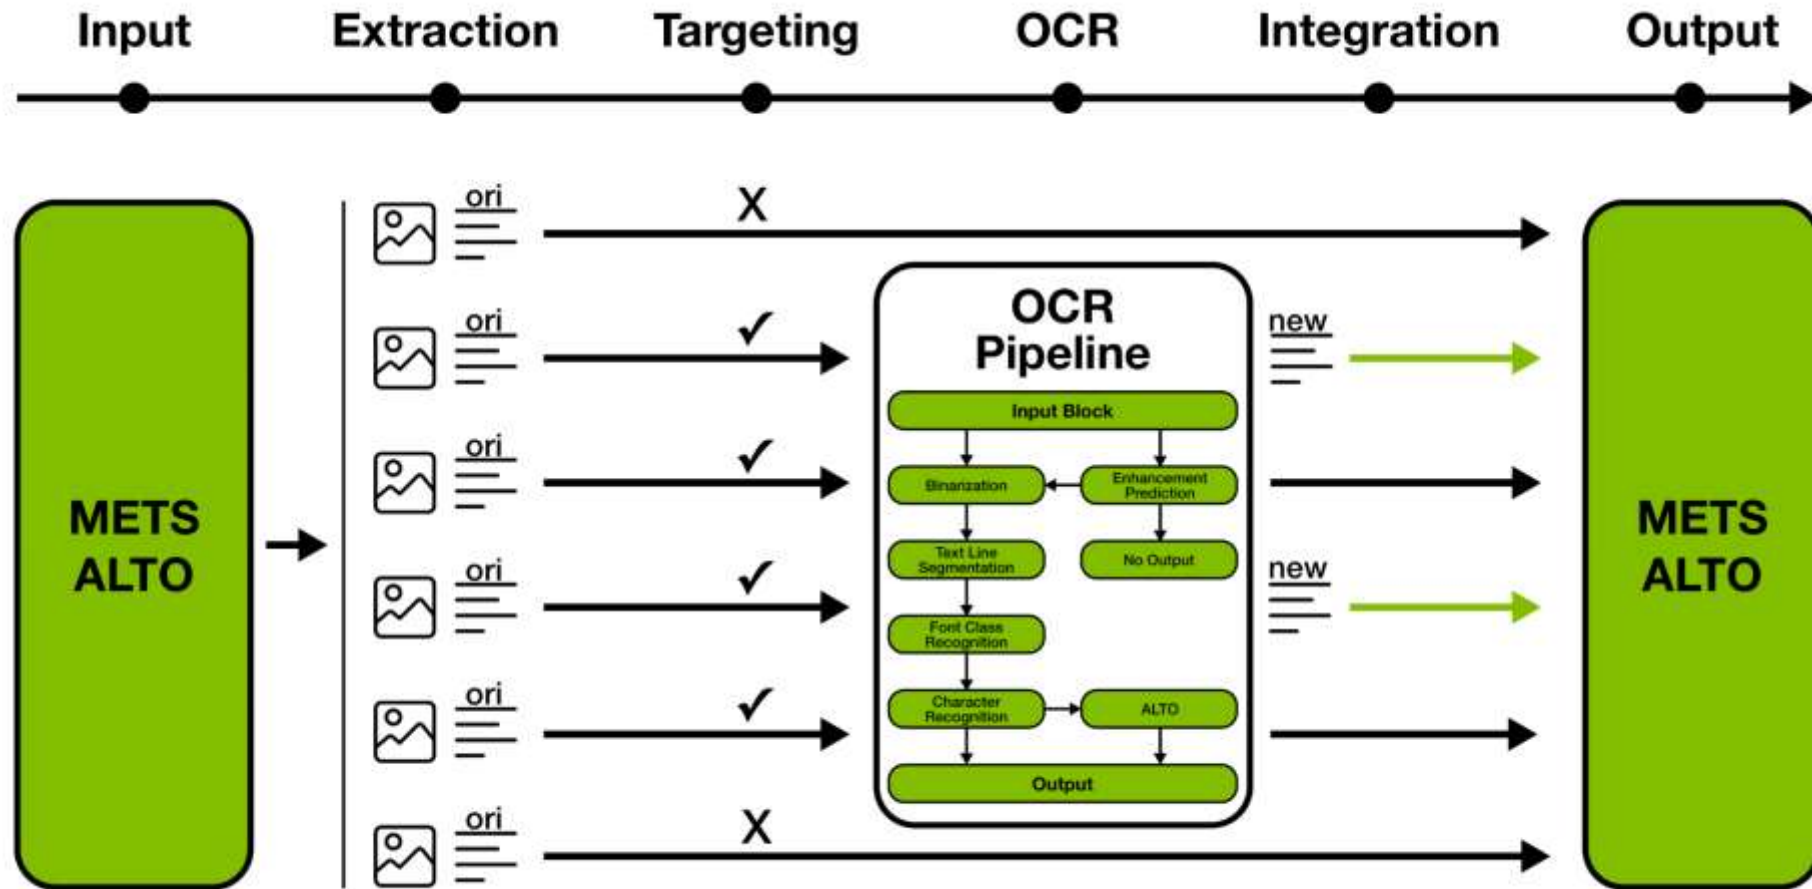 Input Extraction Targeting OCR Integration Output
METS
ALTO
ori
X
ori
✓
ori
✓
ori
✓
ori
✓
ori
X
OCR
Pipeline
Input Block
Binarization
Enhancement
Prediction
Text Line
Segmentation
No Output
Font Class
Recognition
Character
Recognition
ALTO
Output
new
new
METS
ALTO